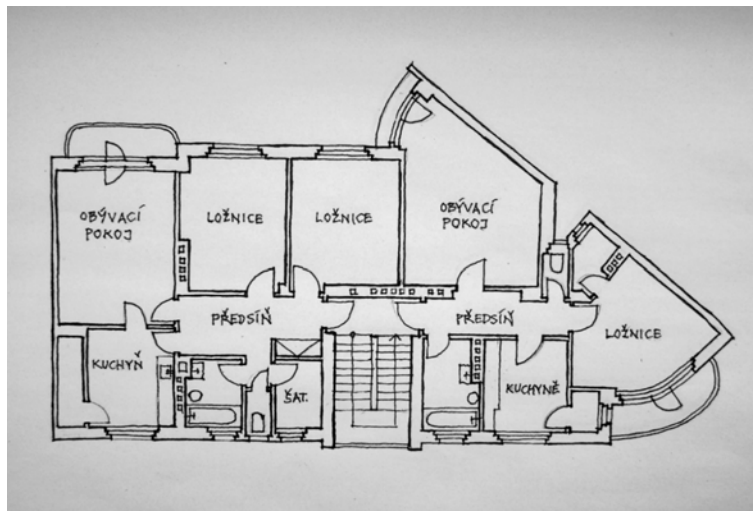 OBÝVACÍ
POKOJ
LOŽNICE
LOŽNICE
OBÝVACÍ
POKOJ
PŘEDSÍŇ
PŘEDSÍŇ
LOŽNICE
KUCHYŇ
ŠAT.
KUCHYNĚ